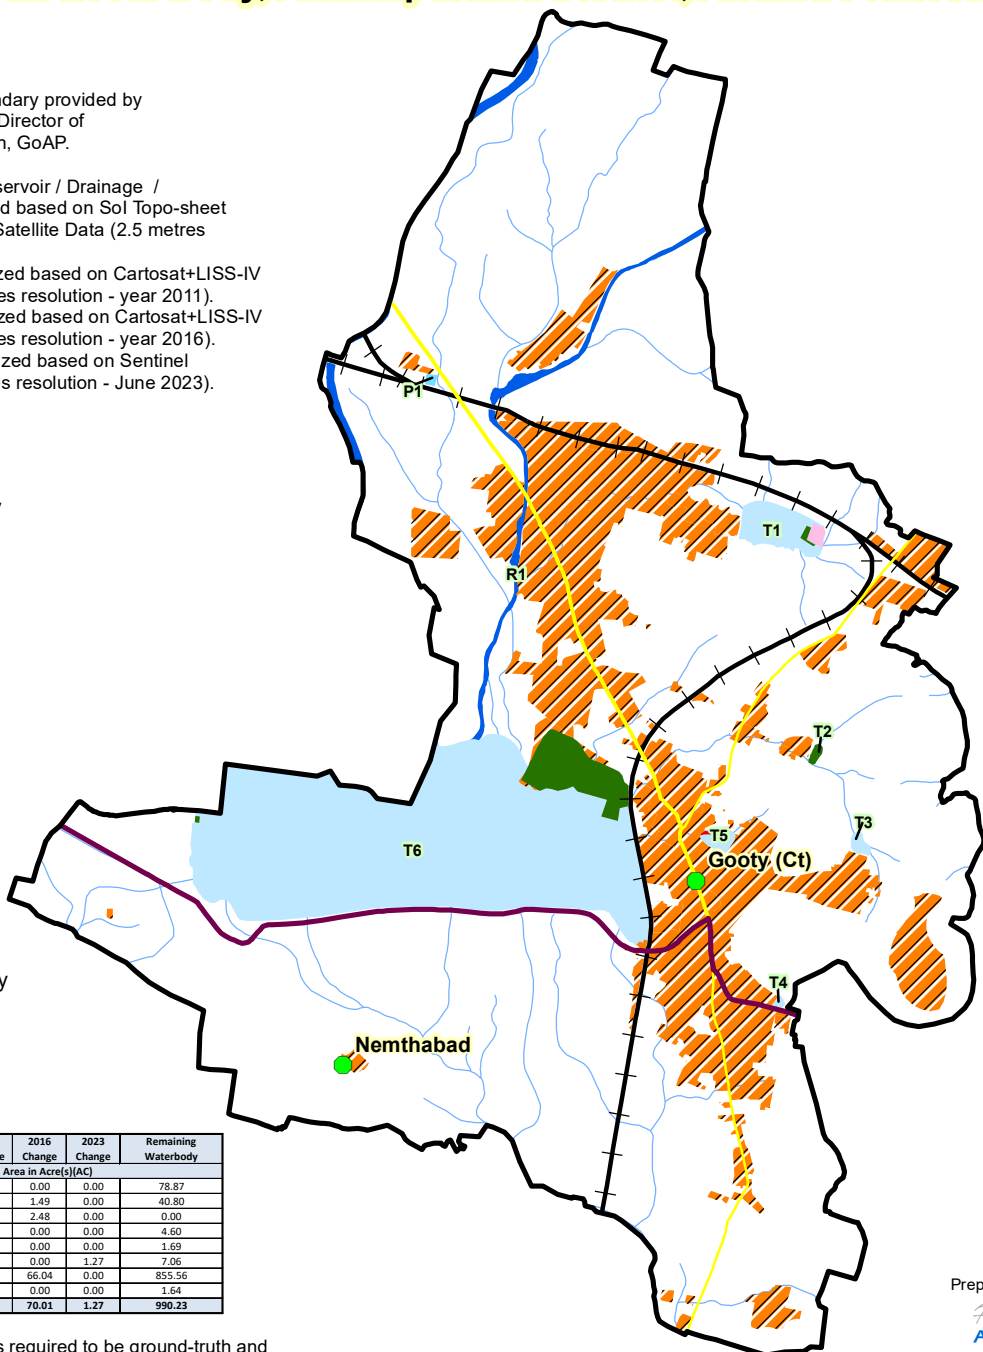 ndary provided by
Director of
n, GoAP.
servoir / Drainage /
d based on SoI Topo-sheet
Satellite Data (2.5 metres
zed based on Cartosat+LISS-IV
es resolution - year 2011).
zed based on Cartosat+LISS-IV
es resolution - year 2016).
ized based on Sentinel
s resolution - June 2023).
P1
T1
R1
T2
T3
T5
T6
Gooty (Ct)
y
T4
Nemthabad
e 2016 2023 Remaining
Change Change Waterbody
Area in Acre(s)(AC)
0.00 0.00 78.87
1.49 0.00 40.80
2.48 0.00 0.00
0.00 0.00 4.60
0.00 0.00 1.69
0.00 1.27 7.06
66.04 0.00 855.56
0.00 0.00 1.64
70.01 1.27 990.23
Prep
A
s required to be ground-truth and